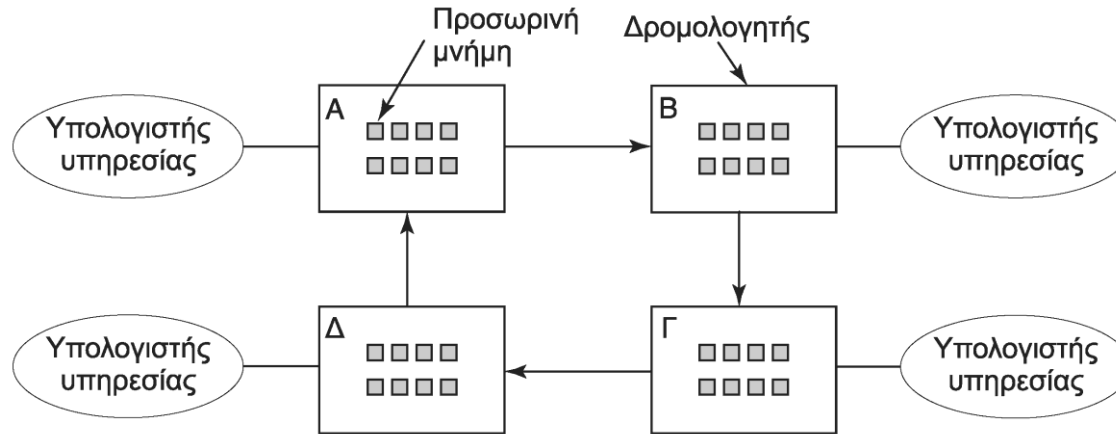 Προσωρινή
μνήμη
Δρομολογητής
Υπολογιστής
υπηρεσίας
Α
Β
Υπολογιστής
υπηρεσίας
Υπολογιστής
υπηρεσίας
Δ
Γ
Υπολογιστής
υπηρεσίας